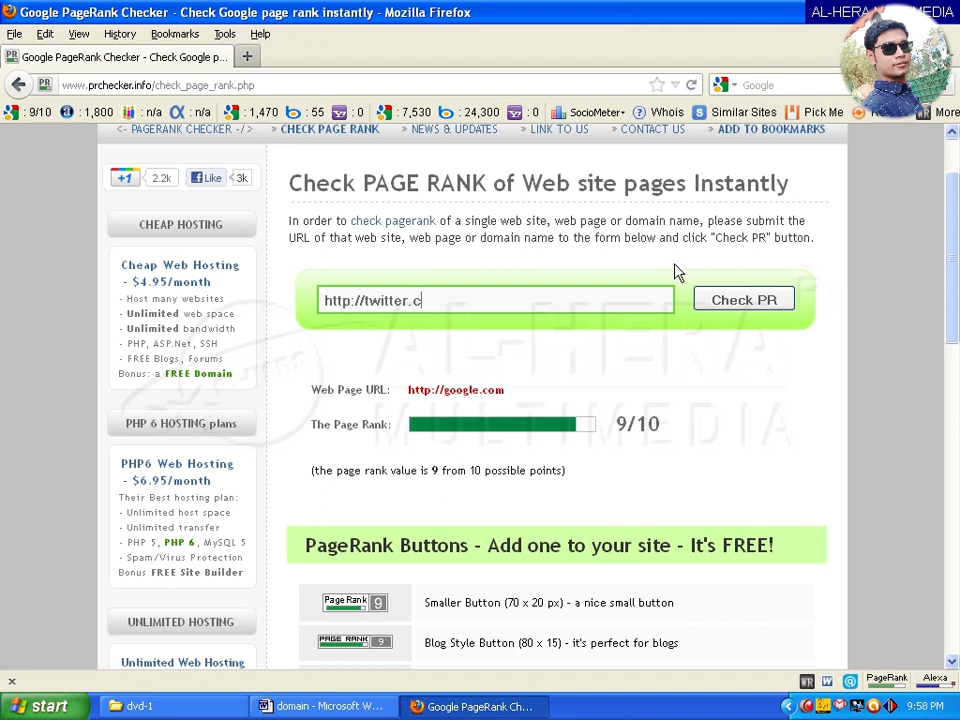 Google PageRank Checker - Check Google page rank instantly - Mozilla Firefox
AL-HERA MULTIMEDIA
File Edit View History Bookmarks Tools Help
Google PageRank Checker - Check Google p...
www.prchecker.info/check_page_rank.php
Google
: 9/10 : 1,800 : n/a : n/a : 1,470 : 55 : 0 : 7,530 : 24,300 : 0 SocioMeter Whois Similar Sites Pick Me More
<- PAGERANK CHECKER -/> » CHECK PAGE RANK » NEWS & UPDATES » LINK TO US » CONTACT US » ADD TO BOOKMARKS
+1 2.2k Like 3k
Check PAGE RANK of Web site pages Instantly
In order to check pagerank of a single web site, web page or domain name, please submit the
URL of that web site, web page or domain name to the form below and click "Check PR" button.
http://twitter.c
Check PR
Web Page URL: http://google.com
The Page Rank: 9/10
(the page rank value is 9 from 10 possible points)
AL-HERA
MULTIMEDIA
PageRank Buttons - Add one to your site - It's FREE!
Page Rank 9 Smaller Button (70 x 20 px) - a nice small button
PAGE RANK 9 Blog Style Button (80 x 15) - it's perfect for blogs
CHEAP HOSTING
Cheap Web Hosting
- $4.95/month
- Host many websites
- Unlimited web space
- Unlimited bandwidth
- PHP, ASP.Net, SSH
- FREE Blogs, Forums
Bonus: a FREE Domain
PHP 6 HOSTING plans
PHP6 Web Hosting
- $6.95/month
Their Best hosting plan:
- Unlimited host space
- Unlimited transfer
- PHP 5, PHP 6, MySQL 5
- Spam/Virus Protection
Bonus FREE Site Builder
UNLIMITED HOSTING
Unlimited Web Hosting
PageRank Alexa
start dvd-1 domain - Microsoft W... Google PageRank Ch... 9:58 PM